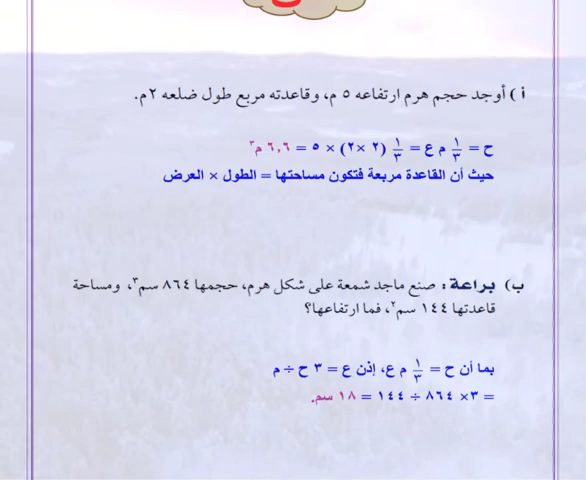 أ) أوجد حجم هرم ارتفاعه ٥ م، وقاعدته مربع طول ضلعه ٢م.
ح = ١/٣ م ع = ١/٣ (٢ ×٢) × ٥ = ٦,٦ م٣
حيث أن القاعدة مربعة فتكون مساحتها = الطول × العرض
ب) براعة: صنع ماجد شمعة على شكل هرم، حجمها ٨٦٤ سم٣، ومساحة
قاعدتها ١٤٤ سم٢، فما ارتفاعها؟
بما أن ح = ١/٣ م ع، إذن ع = ٣ ح ÷ م
= ٣× ٨٦٤ ÷ ١٤٤ = ١٨ سم.